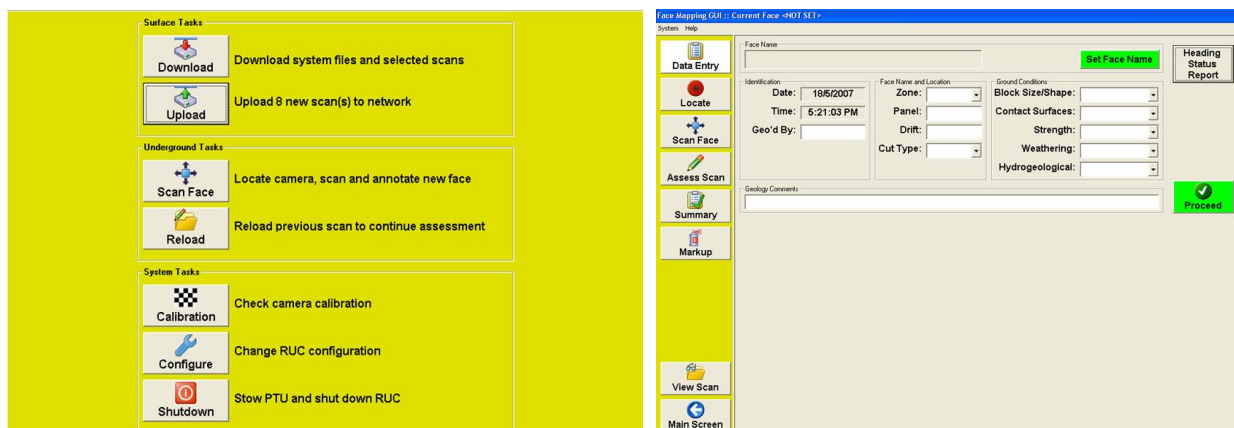 Surface Tasks
Download
Download system files and selected scans
Upload
Upload 8 new scan(s) to network
Underground Tasks
Scan Face
Locate camera, scan and annotate new face
Reload
Reload previous scan to continue assessment
System Tasks
Calibration
Check camera calibration
Configure
Change RUC configuration
Shutdown
Stow PTU and shut down RUC
Face Mapping GUI :: Current Face <NOT SET>
System Help
Data Entry
Locate
Scan Face
Assess Scan
Summary
Markup
View Scan
Main Screen
Face Name
Set Face Name
Heading
Status
Report
Identification
Date: 18/5/2007
Time: 5:21:03 PM
Geo'd By:
Face Name and Location
Zone:
Panel:
Drift:
Cut Type:
Ground Conditions
Block Size/Shape:
Contact Surfaces:
Strength:
Weathering:
Hydrogeological:
Geology Comments
Proceed